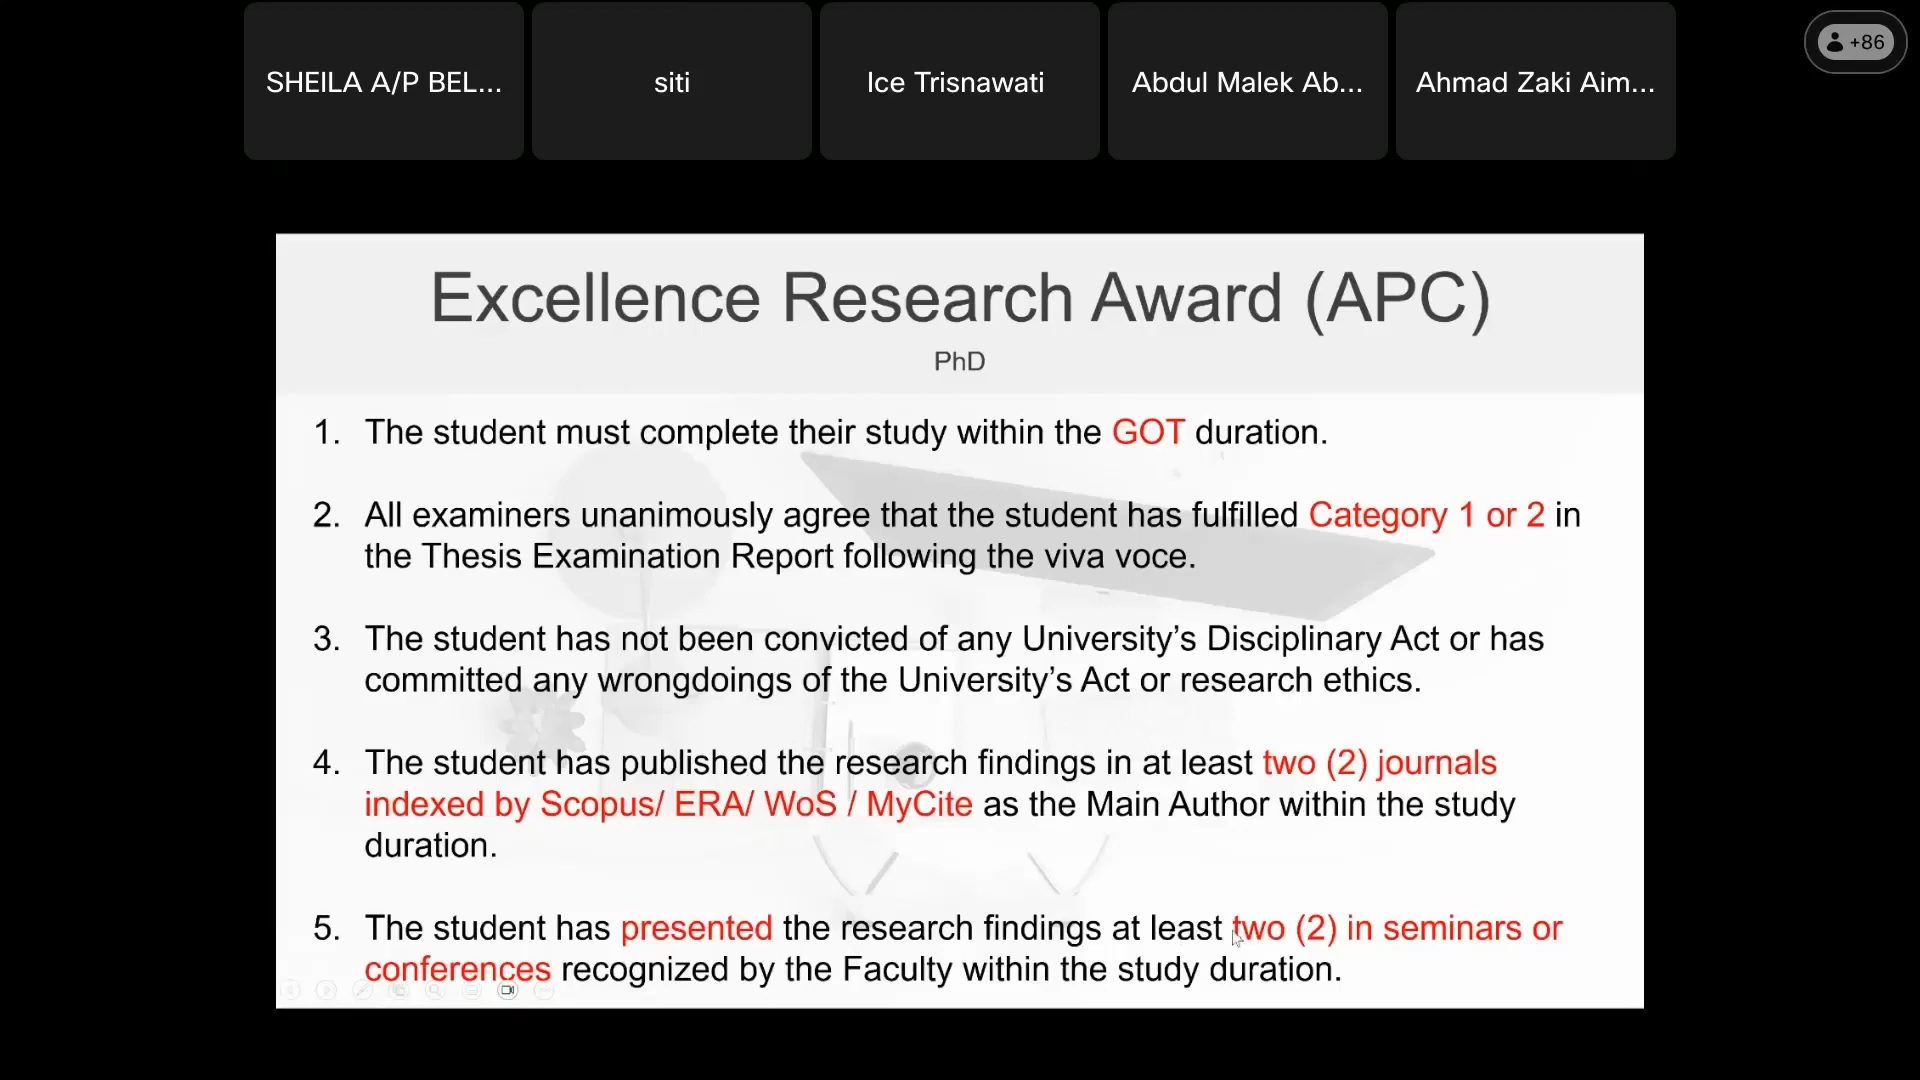 SHEILA A/P BEL...
siti
Ice Trisnawati
Abdul Malek Ab...
Ahmad Zaki Aim...
+86
Excellence Research Award (APC)
PhD
1. The student must complete their study within the GOT duration.
2. All examiners unanimously agree that the student has fulfilled Category 1 or 2 in
the Thesis Examination Report following the viva voce.
3. The student has not been convicted of any University’s Disciplinary Act or has
committed any wrongdoings of the University’s Act or research ethics.
4. The student has published the research findings in at least two (2) journals
indexed by Scopus/ ERA/ WoS / MyCite as the Main Author within the study
duration.
5. The student has presented the research findings at least two (2) in seminars or
conferences recognized by the Faculty within the study duration.